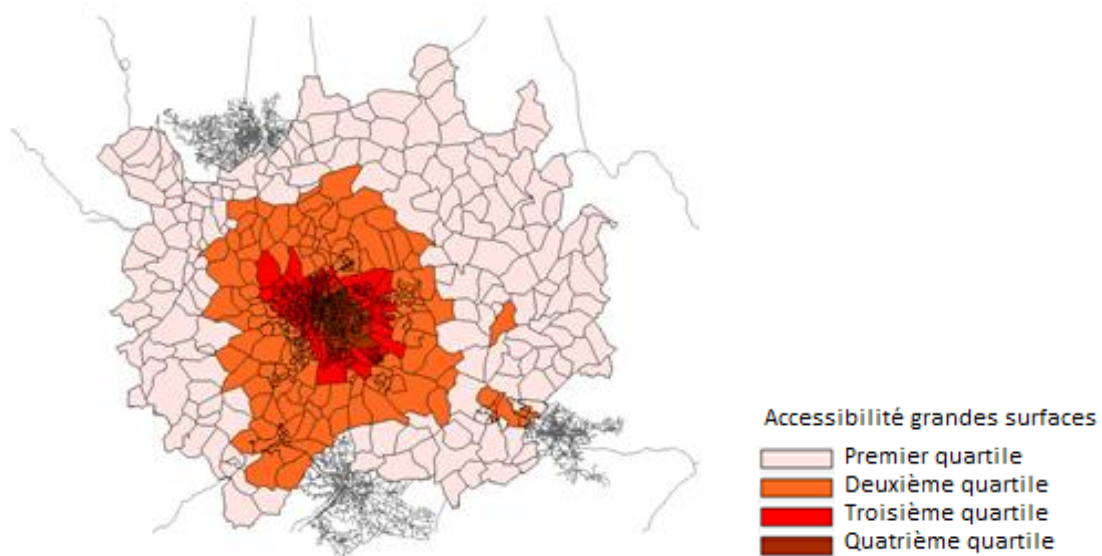 Accessibilité grandes surfaces
Premier quartile
Deuxième quartile
Troisième quartile
Quatrième quartile